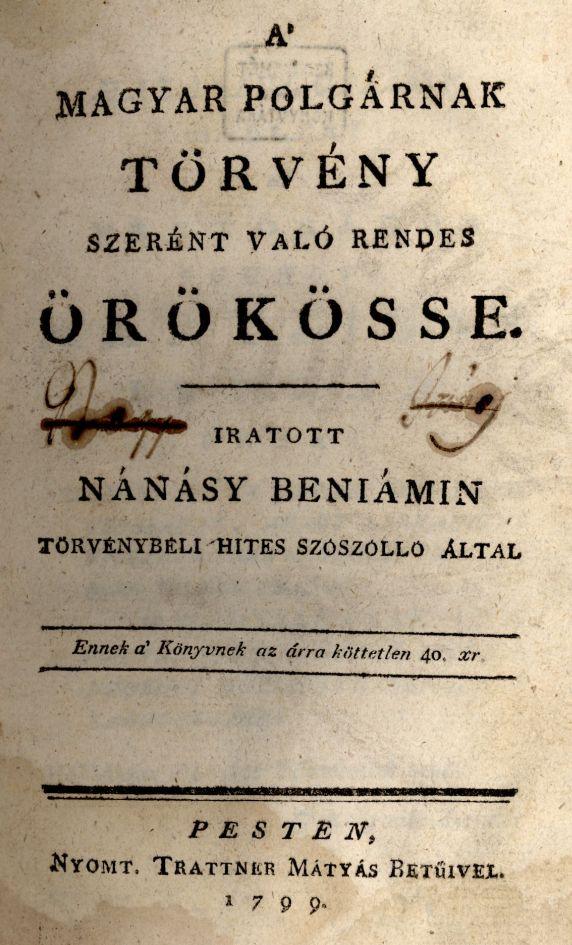 A'
MAGYAR POLGÁRNAK
TÖRVÉNY
SZERÉNT VALÓ RENDES
ÖRÖKÖSSE.
IRATOTT
NÁNÁSY BENIÁMIN
TÖRVÉNYBÉLI HITES SZÓSZÓLLÓ ÁLTAL
Ennek a' Könyvnek az árra köttetlen 40. xr.
PESTEN,
NYOMT. TRATTNER MÁTYÁS BETŰIVEL.
1799.